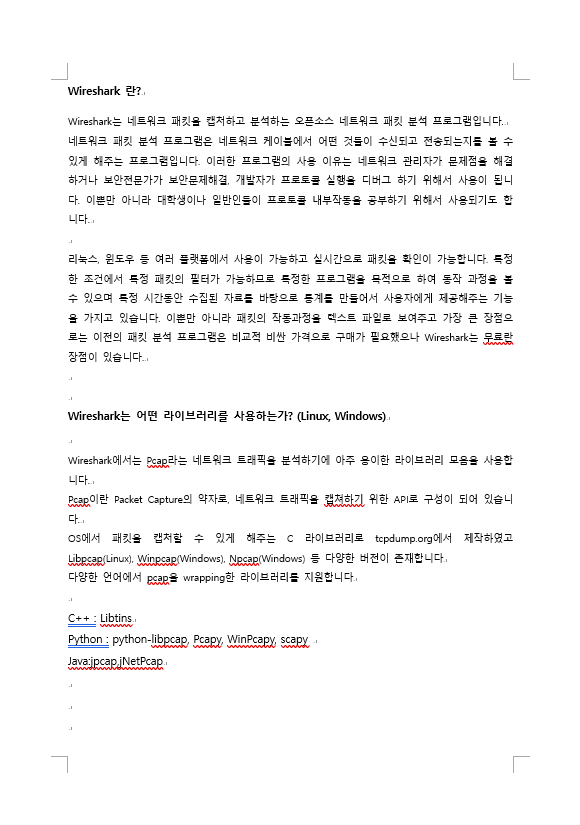 Wireshark 란?
Wireshark는 네트워크 패킷을 캡처하고 분석하는 오픈소스 네트워크 패킷 분석 프로그램입니다.
네트워크 패킷 분석 프로그램은 네트워크 케이블에서 어떤 것들이 수신되고 전송되는지를 볼 수
있게 해주는 프로그램입니다. 이러한 프로그램의 사용 이유는 네트워크 관리자가 문제점을 해결
하거나 보안전문가가 보안문제해결, 개발자가 프로토콜 실행을 디버그 하기 위해서 사용이 됩니
다. 이뿐만 아니라 대학생이나 일반인들이 프로토콜 내부작동을 공부하기 위해서 사용되기도 합
니다.
리눅스, 윈도우 등 여러 플랫폼에서 사용이 가능하고 실시간으로 패킷을 확인이 가능합니다. 특정
한 조건에서 특정 패킷의 필터가 가능하므로 특정한 프로그램을 목적으로 하여 동작 과정을 볼
수 있으며 특정 시간동안 수집된 자료를 바탕으로 통계를 만들어서 사용자에게 제공해주는 기능
을 가지고 있습니다. 이뿐만 아니라 패킷의 작동과정을 텍스트 파일로 보여주고 가장 큰 장점으
로는 이전의 패킷 분석 프로그램은 비교적 비싼 가격으로 구매가 필요했으나 Wireshark는 무료란
장점이 있습니다.
Wireshark는 어떤 라이브러리를 사용하는가? (Linux, Windows)
Wireshark에서는 Pcap라는 네트워크 트래픽을 분석하기에 아주 용이한 라이브러리 모음을 사용합
니다.
Pcap이란 Packet Capture의 약자로, 네트워크 트래픽을 캡쳐하기 위한 API로 구성이 되어 있습니
다.
OS에서 패킷을 캡처할 수 있게 해주는 C 라이브러리로 tcpdump.org에서 제작하였고
Libpcap(Linux), Winpcap(Windows), Npcap(Windows) 등 다양한 버전이 존재합니다.
다양한 언어에서 pcap을 wrapping한 라이브러리를 지원합니다.
C++ : Libtins
Python : python-libpcap, Pcapy, WinPcapy, scapy
Java:jpcap,jNetPcap